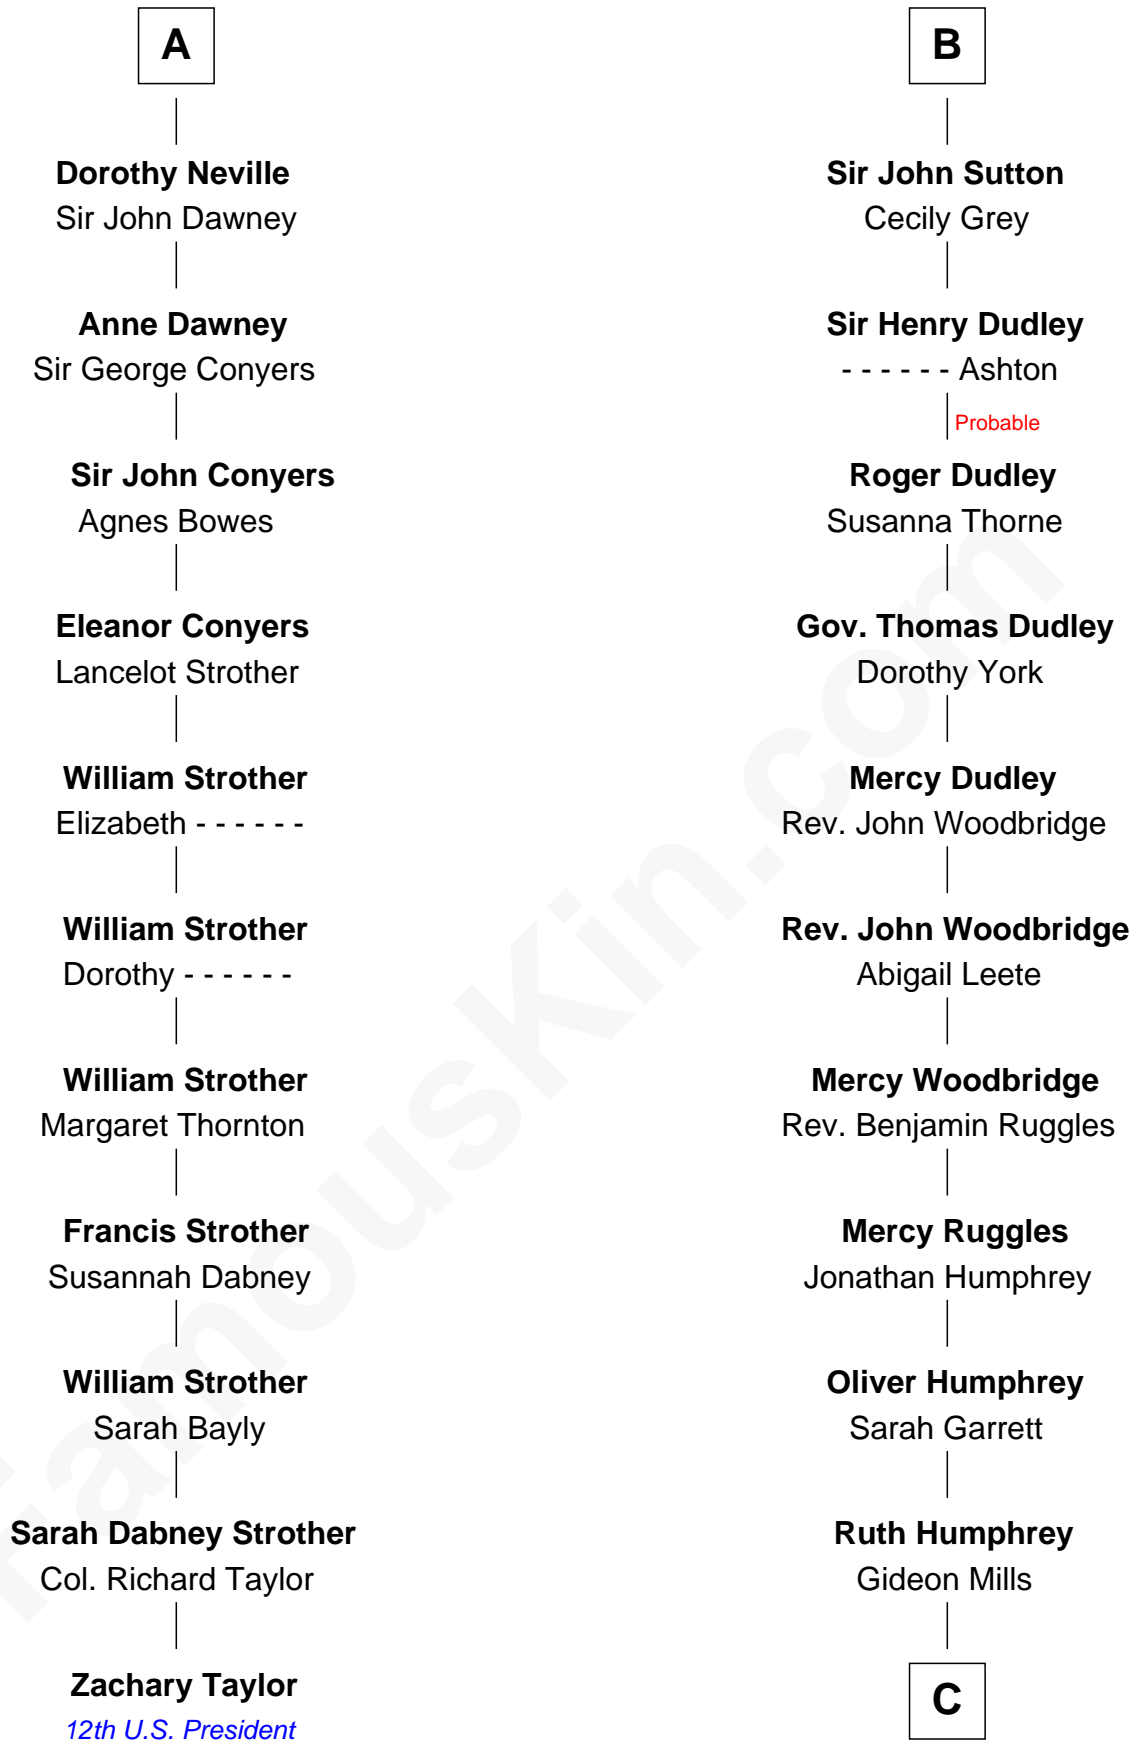 A
Dorothy Neville
Sir John Dawney
Anne Dawney
Sir George Conyers
Sir John Conyers
Agnes Bowes
Eleanor Conyers
Lancelot Strother
William Strother
Elizabeth - - - - - -
William Strother
Dorothy - - - - - -
William Strother
Margaret Thornton
Francis Strother
Susannah Dabney
William Strother
Sarah Bayly
Sarah Dabney Strother
Col. Richard Taylor
Zachary Taylor
12th U.S. President
B
Sir John Sutton
Cecily Grey
Sir Henry Dudley
- - - - - - Ashton
Probable
Roger Dudley
Susanna Thorne
Gov. Thomas Dudley
Dorothy York
Mercy Dudley
Rev. John Woodbridge
Rev. John Woodbridge
Abigail Leete
Mercy Woodbridge
Rev. Benjamin Ruggles
Mercy Ruggles
Jonathan Humphrey
Oliver Humphrey
Sarah Garrett
Ruth Humphrey
Gideon Mills
C
FamousKin.com